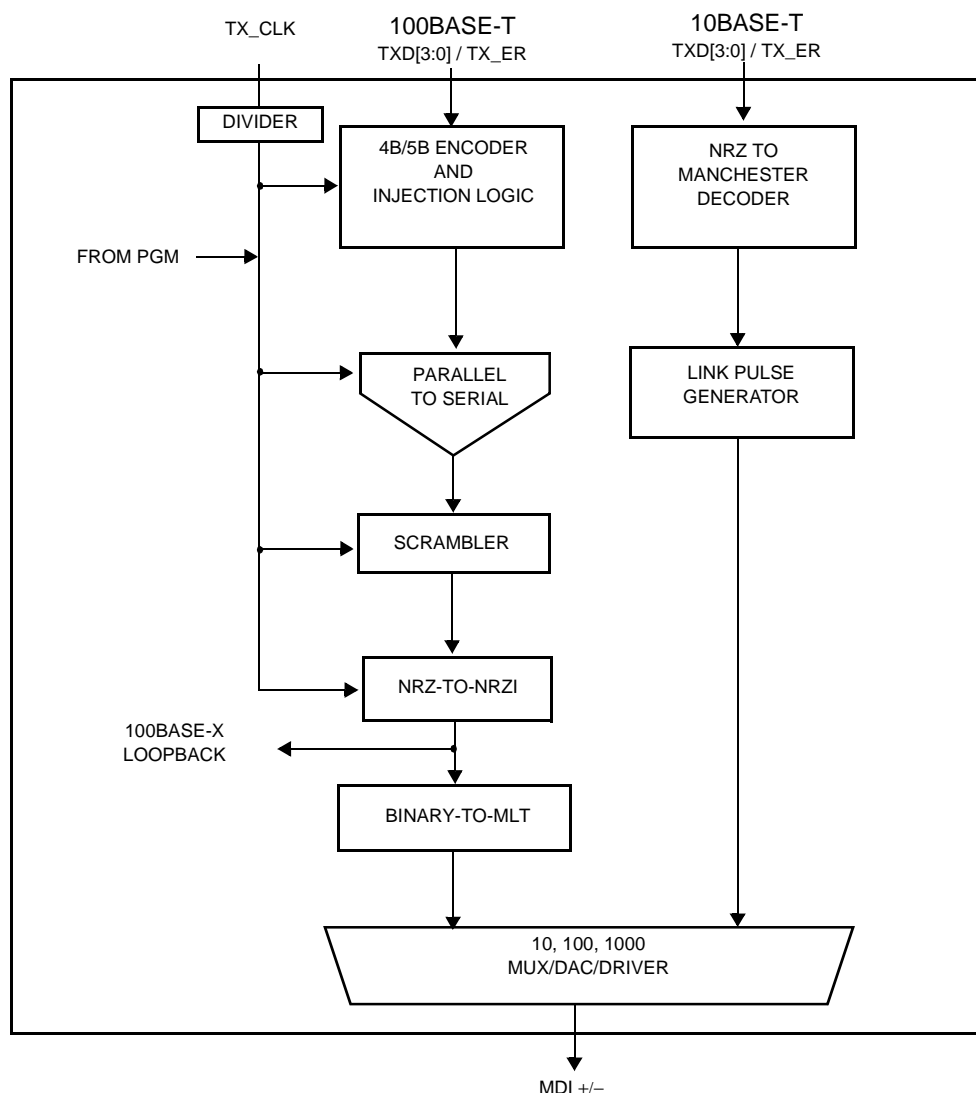 TX_CLK
100BASE-T
TXD[3:0] / TX_ER
10BASE-T
TXD[3:0] / TX_ER
DIVIDER
4B/5B ENCODER
AND
INJECTION LOGIC
NRZ TO
MANCHESTER
DECODER
FROM PGM
PARALLEL
TO SERIAL
LINK PULSE
GENERATOR
SCRAMBLER
NRZ-TO-NRZI
100BASE-X
LOOPBACK
BINARY-TO-MLT
10, 100, 1000
MUX/DAC/DRIVER
MDI +/−